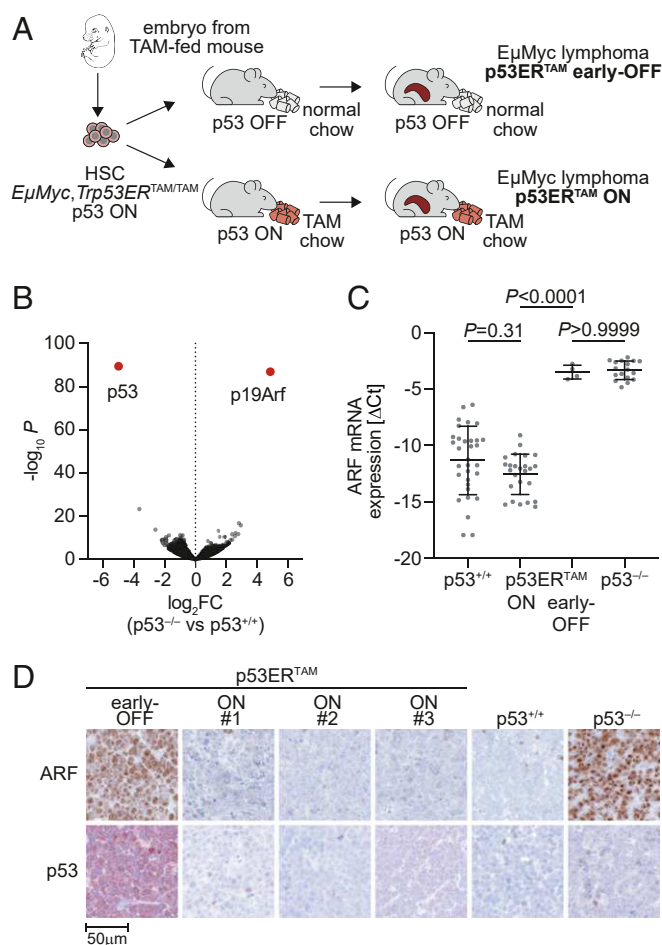 A
embryo from
TAM-fed mouse
HSC
EμMyc,Trp53ER^TAM/TAM
p53 ON
p53 OFF
normal
chow
p53 OFF
normal
chow
EμMyc lymphoma
p53ER^TAM early-OFF
p53 ON
TAM
chow
p53 ON
TAM
chow
EμMyc lymphoma
p53ER^TAM ON
B
100
80
60
40
20
0
-log₁₀ P
p53
p19Arf
-6 -4 -2 0 2 4 6
log₂FC
(p53⁻/⁻ vs p53⁺/⁺)
C
P<0.0001
P=0.31
P>0.9999
0
-5
-10
-15
-20
ARF mRNA
expression [ΔCt]
p53⁺/⁺
p53ER^TAM
ON
early-
OFF
p53⁻/⁻
D
p53ER^TAM
early-
OFF
ON
#1
ON
#2
ON
#3
p53⁺/⁺
p53⁻/⁻
ARF
p53
50μm